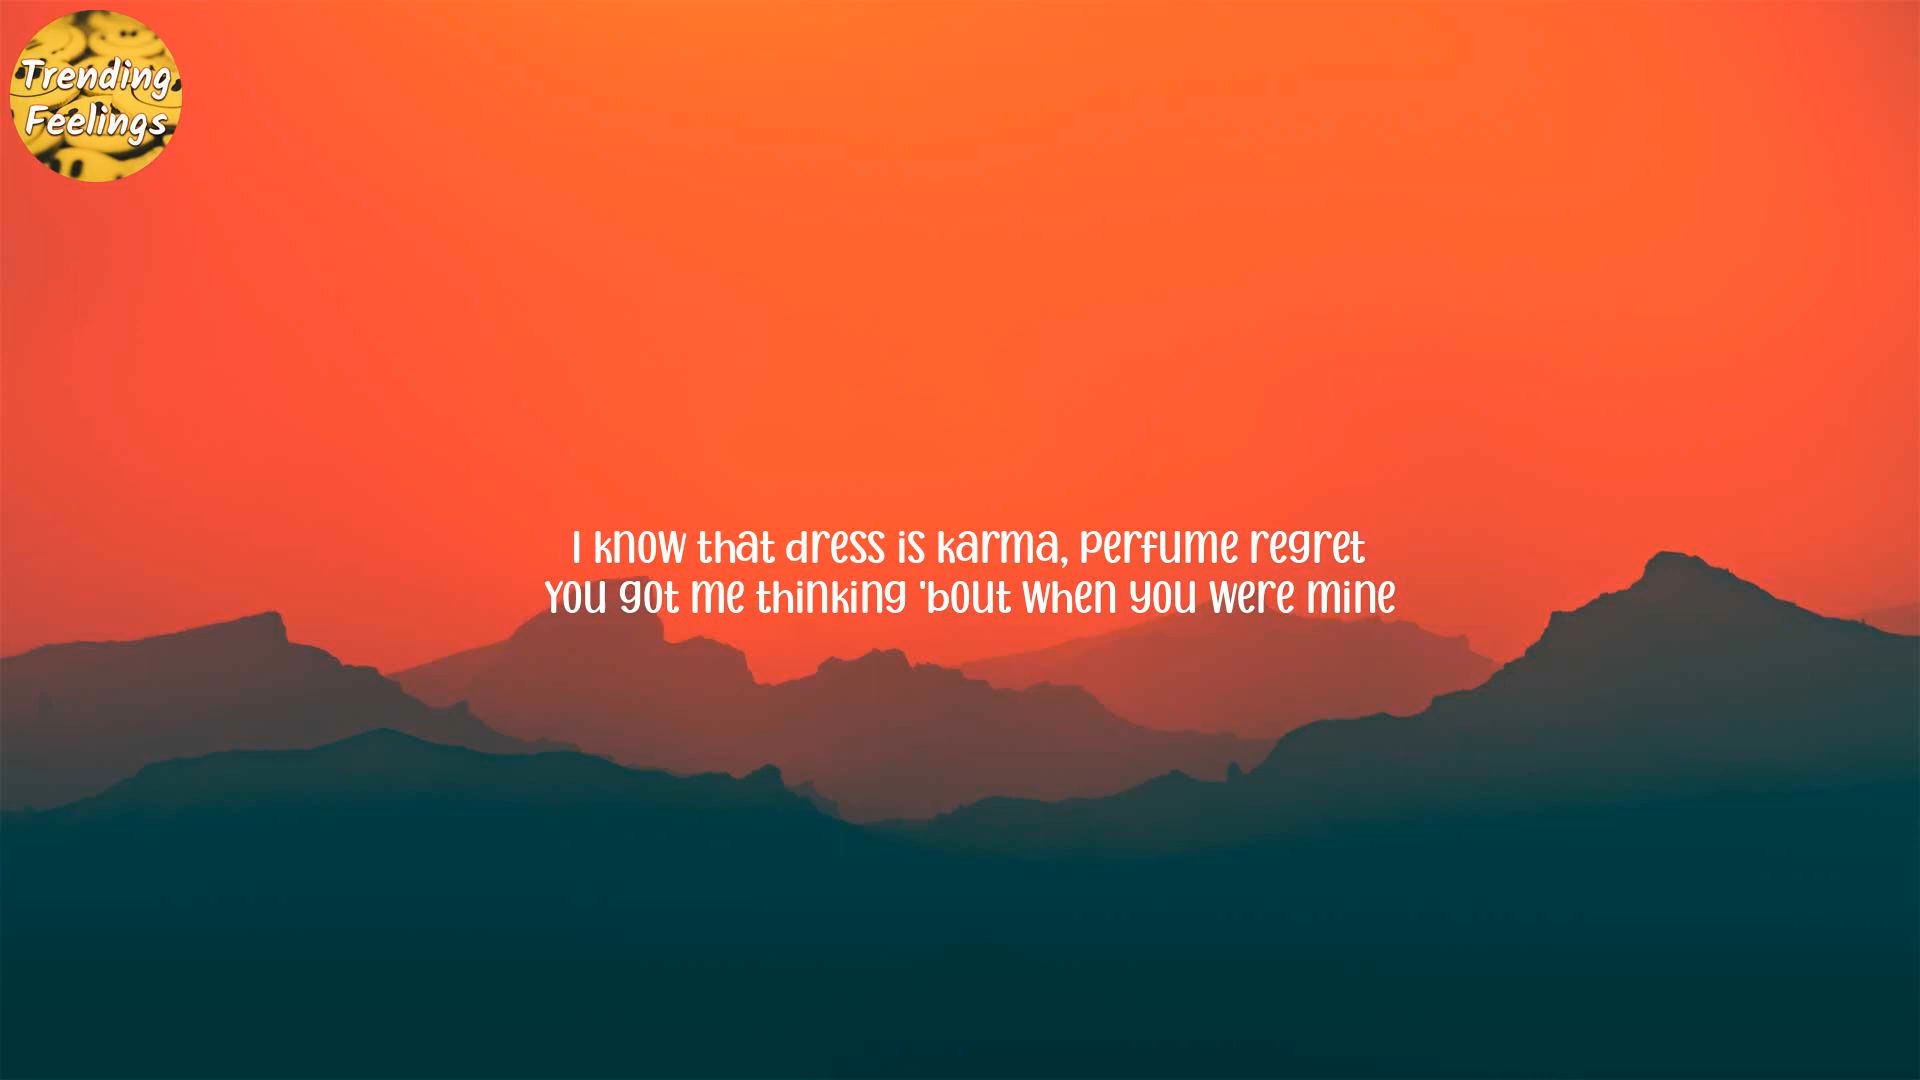 Trending
Feelings
I know that dress is karma, perfume regret
You got me thinking 'bout when you were mine